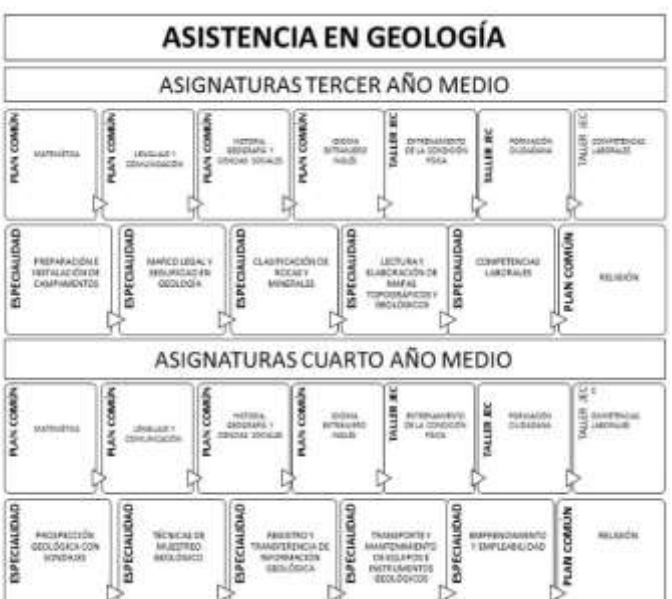 ASISTENCIA EN GEOLOGÍA
ASIGNATURAS TERCER AÑO MEDIO
PLAN COMÚN
MATEMÁTICA
PLAN COMÚN
LENGUAJE Y
COMUNICACIÓN
PLAN COMÚN
HISTORIA,
GEOGRAFÍA Y
CIENCIAS SOCIALES
PLAN COMÚN
IDIOMA
EXTRANJERO
INGLÉS
TALLER JEC
ENTRENAMIENTO
DE LA CONDICIÓN
FÍSICA
TALLER JEC
FORMACIÓN
CIUDADANA
TALLER JEC
COMPETENCIAS
LABORALES
ESPECIALIDAD
PREPARACIÓN E
INSTALACIÓN DE
CAMPAMENTOS
ESPECIALIDAD
MARCO LEGAL Y
SEGURIDAD EN
GEOLOGÍA
ESPECIALIDAD
CLASIFICACIÓN DE
ROCAS Y
MINERALES
ESPECIALIDAD
LECTURA Y
ELABORACIÓN DE
MAPAS
TOPOGRÁFICOS Y
GEOLÓGICOS
ESPECIALIDAD
COMPETENCIAS
LABORALES
PLAN COMÚN
RELIGIÓN
ASIGNATURAS CUARTO AÑO MEDIO
PLAN COMÚN
MATEMÁTICA
PLAN COMÚN
LENGUAJE Y
COMUNICACIÓN
PLAN COMÚN
HISTORIA,
GEOGRAFÍA Y
CIENCIAS SOCIALES
PLAN COMÚN
IDIOMA
EXTRANJERO
INGLÉS
TALLER JEC
ENTRENAMIENTO
DE LA CONDICIÓN
FÍSICA
TALLER JEC
FORMACIÓN
CIUDADANA
TALLER JEC
COMPETENCIAS
LABORALES
ESPECIALIDAD
PROSPECCIÓN
GEOLÓGICA CON
SONDAJES
ESPECIALIDAD
TÉCNICAS DE
MUESTREO
GEOLÓGICO
ESPECIALIDAD
REGISTRO Y
TRANSFERENCIA DE
INFORMACIÓN
GEOLÓGICA
ESPECIALIDAD
TRANSPORTE Y
MANTENIMIENTO
DE EQUIPOS E
INSTRUMENTOS
GEOLÓGICOS
ESPECIALIDAD
EMPRENDIMIENTO
Y EMPLEABILIDAD
PLAN COMÚN
RELIGIÓN